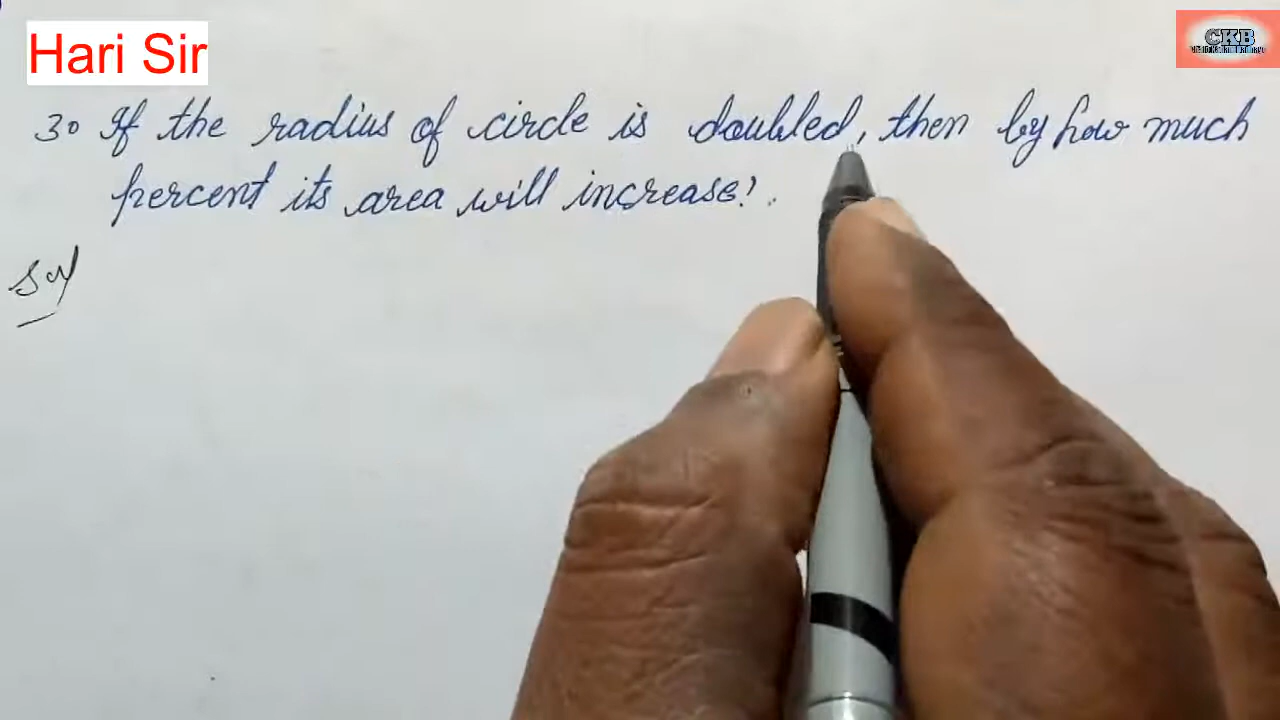 Hari Sir
CKB
30 If the radius of circle is doubled, then by how much
percent its area will increase?
Sol